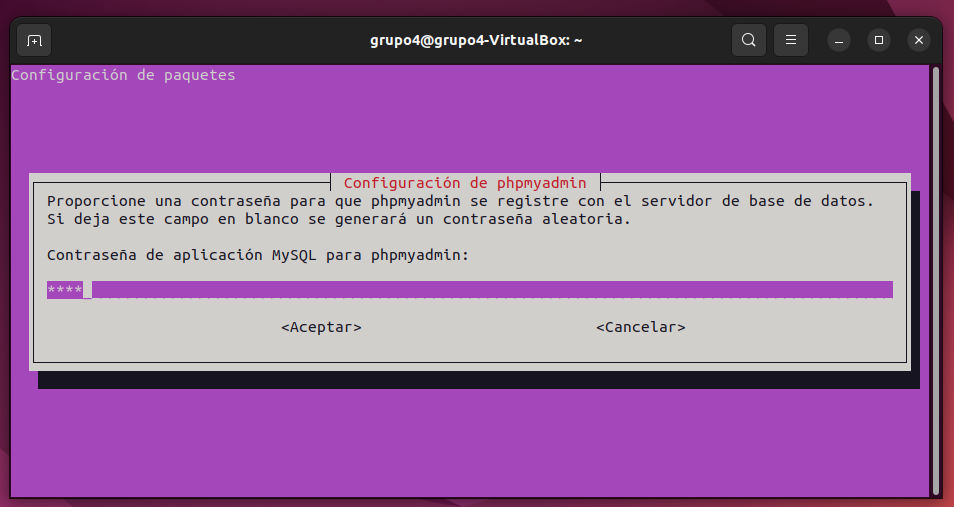 grupo4@grupo4-VirtualBox: ~
Configuración de paquetes
Configuración de phpmyadmin
Proporcione una contraseña para que phpmyadmin se registre con el servidor de base de datos.
Si deja este campo en blanco se generará un contraseña aleatoria.
Contraseña de aplicación MySQL para phpmyadmin:
****_
<Aceptar> <Cancelar>